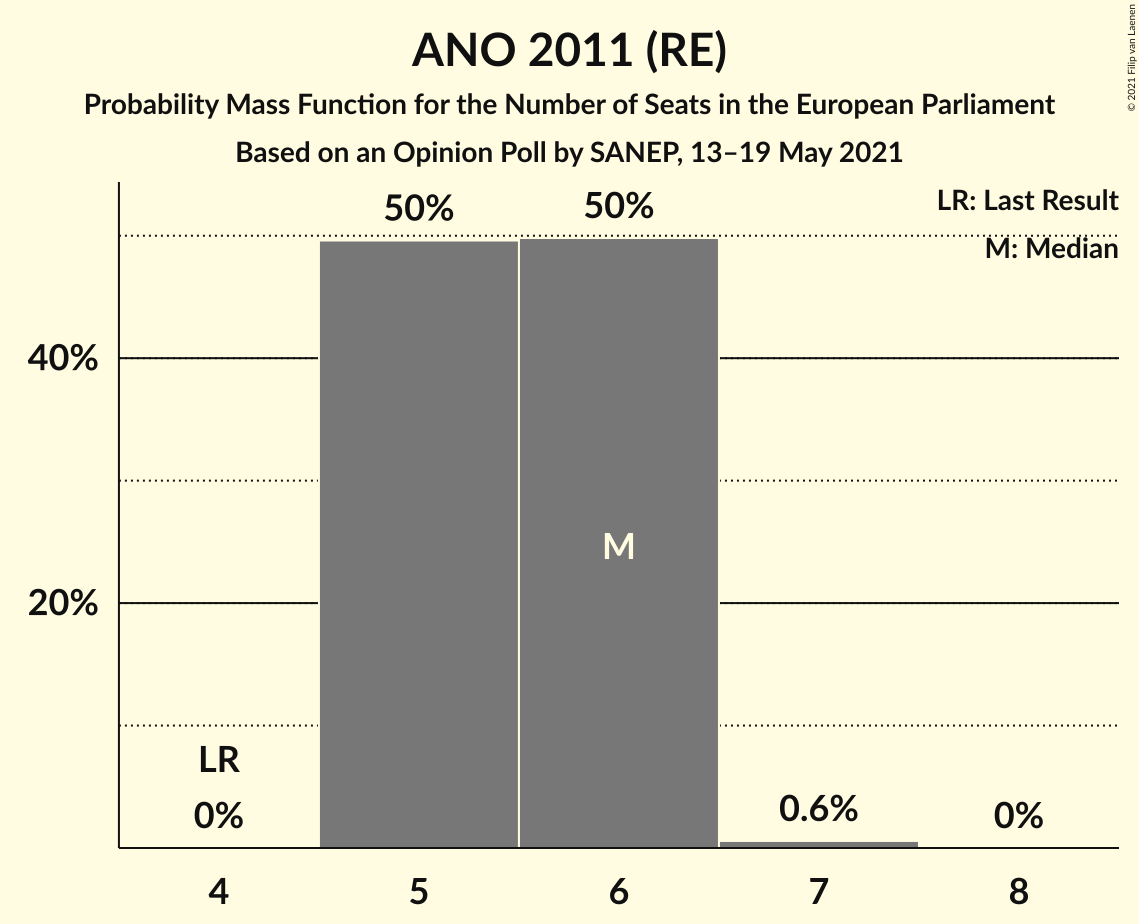 ANO 2011 (RE)
Probability Mass Function for the Number of Seats in the European Parliament
Based on an Opinion Poll by SANEP, 13–19 May 2021
© 2021 Filip van Laenen
LR: Last Result
M: Median
50%
50%
40%
M
20%
LR
0%
0.6%
0%
4
5
6
7
8